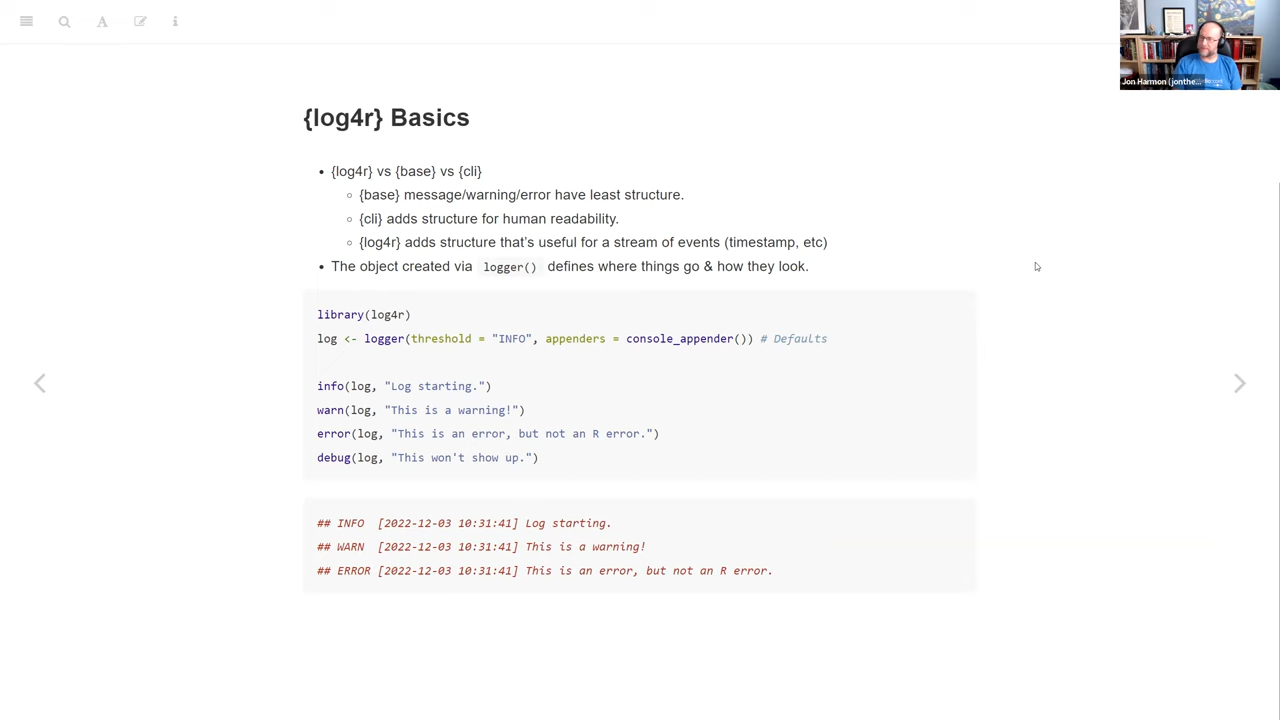 Jon Harmon (jonthe...
{log4r} Basics
• {log4r} vs {base} vs {cli}
◦ {base} message/warning/error have least structure.
◦ {cli} adds structure for human readability.
◦ {log4r} adds structure that’s useful for a stream of events (timestamp, etc)
• The object created via logger() defines where things go & how they look.
library(log4r)
log <- logger(threshold = "INFO", appenders = console_appender()) # Defaults
info(log, "Log starting.")
warn(log, "This is a warning!")
error(log, "This is an error, but not an R error.")
debug(log, "This won't show up.")
## INFO  [2022-12-03 10:31:41] Log starting.
## WARN  [2022-12-03 10:31:41] This is a warning!
## ERROR [2022-12-03 10:31:41] This is an error, but not an R error.